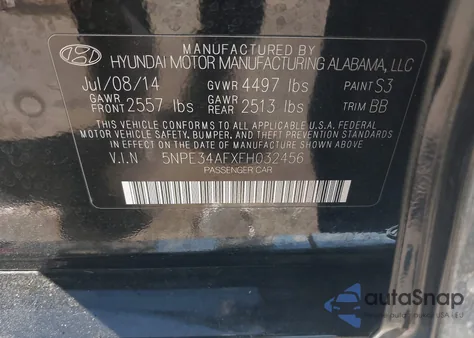 MANUFACTURED BY
HYUNDAI MOTOR MANUFACTURING ALABAMA, LLC
Jul/08/14 GVWR 4497 lbs PAINT S3
GAWR FRONT 2557 lbs GAWR REAR 2513 lbs TRIM BB
THIS VEHICLE CONFORMS TO ALL APPLICABLE U.S.A. FEDERAL
MOTOR VEHICLE SAFETY, BUMPER, AND THEFT PREVENTION STANDARDS
IN EFFECT ON THE DATE OF MANUFACTURE SHOWN ABOVE.
V.I.N 5NPE34AFXFH032456
PASSENGER CAR
autoSnap